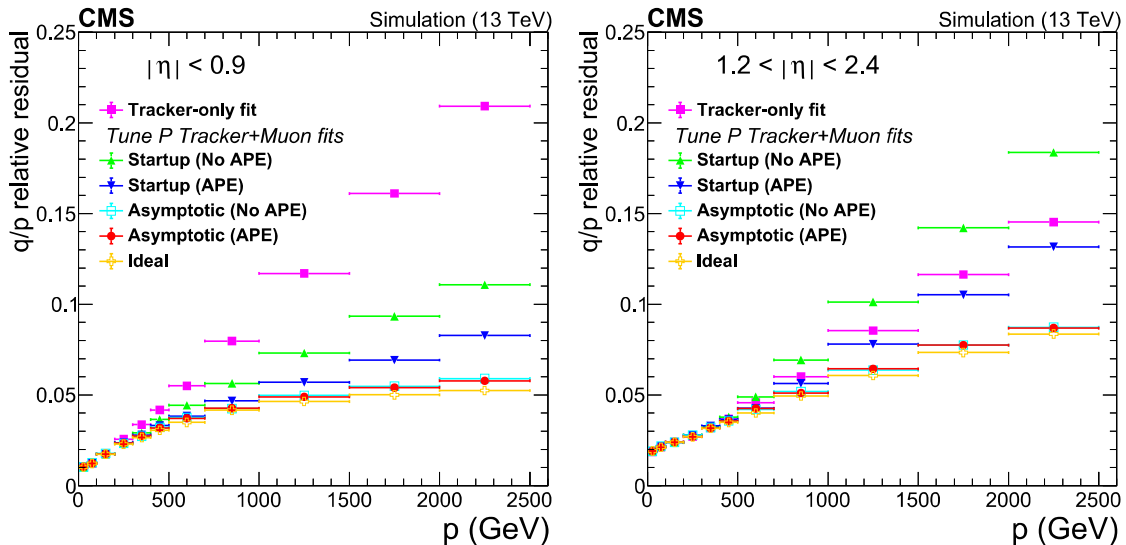 CMS
Simulation (13 TeV)
q/p relative residual
|η| < 0.9
Tracker-only fit
Tune P Tracker+Muon fits
Startup (No APE)
Startup (APE)
Asymptotic (No APE)
Asymptotic (APE)
Ideal
0.25
0.2
0.15
0.1
0.05
0
0 500 1000 1500 2000 2500
p (GeV)
CMS
Simulation (13 TeV)
q/p relative residual
1.2 < |η| < 2.4
Tracker-only fit
Tune P Tracker+Muon fits
Startup (No APE)
Startup (APE)
Asymptotic (No APE)
Asymptotic (APE)
Ideal
0.25
0.2
0.15
0.1
0.05
0
0 500 1000 1500 2000 2500
p (GeV)